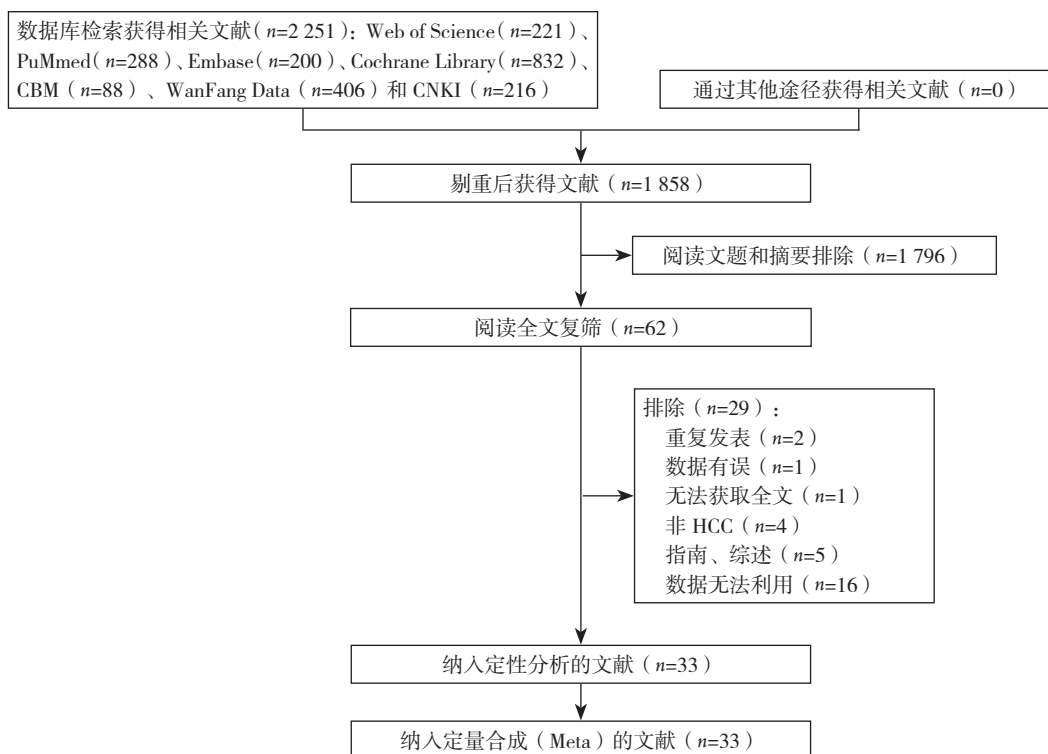 数据库检索获得相关文献(n=2 251)：Web of Science(n=221)、
PuMmed(n=288)、Embase(n=200)、Cochrane Library(n=832)、
CBM（n=88）、WanFang Data（n=406）和 CNKI（n=216）
通过其他途径获得相关文献（n=0）
剔重后获得文献（n=1 858）
阅读文题和摘要排除（n=1 796）
阅读全文复筛（n=62）
排除（n=29）：
重复发表（n=2）
数据有误（n=1）
无法获取全文（n=1）
非 HCC（n=4）
指南、综述（n=5）
数据无法利用（n=16）
纳入定性分析的文献（n=33）
纳入定量合成（Meta）的文献（n=33）